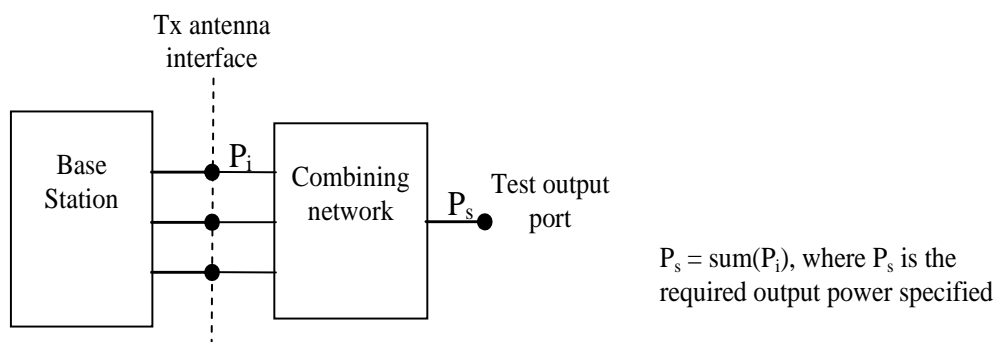 Tx antenna
interface
Base
Station
Pᵢ
Combining
network
Pₛ
Test output
port
Pₛ = sum(Pᵢ), where Pₛ is the
required output power specified